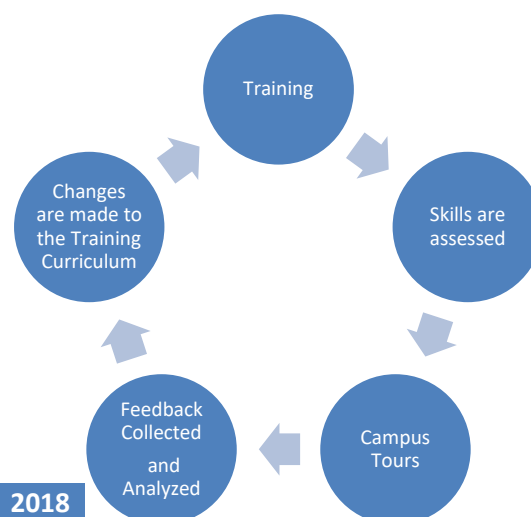 Training
Skills are
assessed
Campus
Tours
Feedback
Collected
and
Analyzed
Changes
are made to
the Training
Curriculum
2018